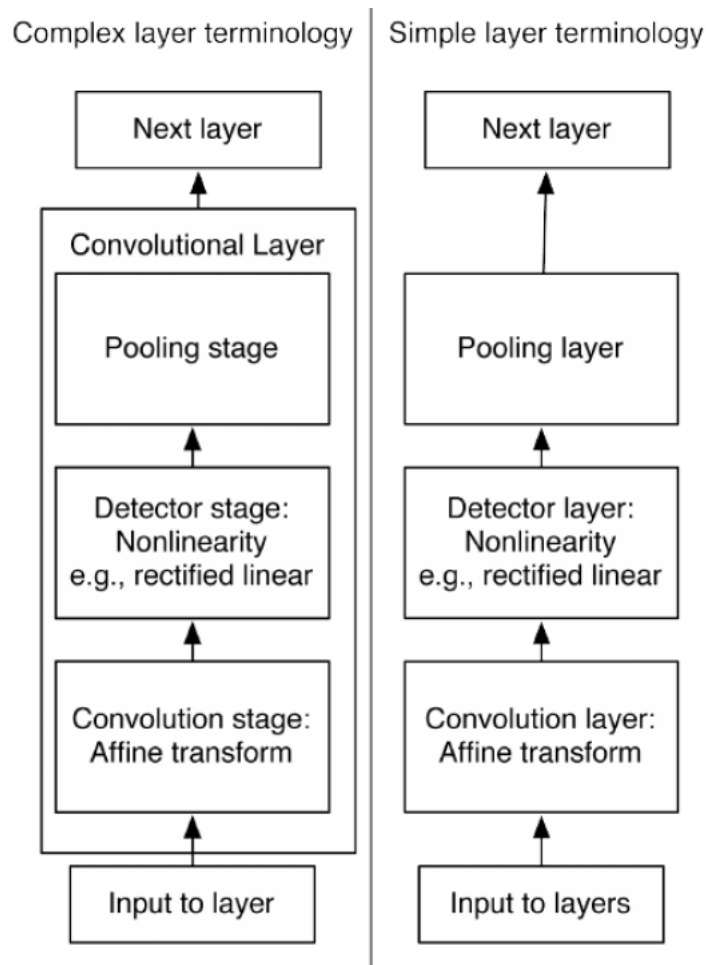 Complex layer terminology
Next layer
Convolutional Layer
Pooling stage
Detector stage:
Nonlinearity
e.g., rectified linear
Convolution stage:
Affine transform
Input to layer
Simple layer terminology
Next layer
Pooling layer
Detector layer:
Nonlinearity
e.g., rectified linear
Convolution layer:
Affine transform
Input to layers